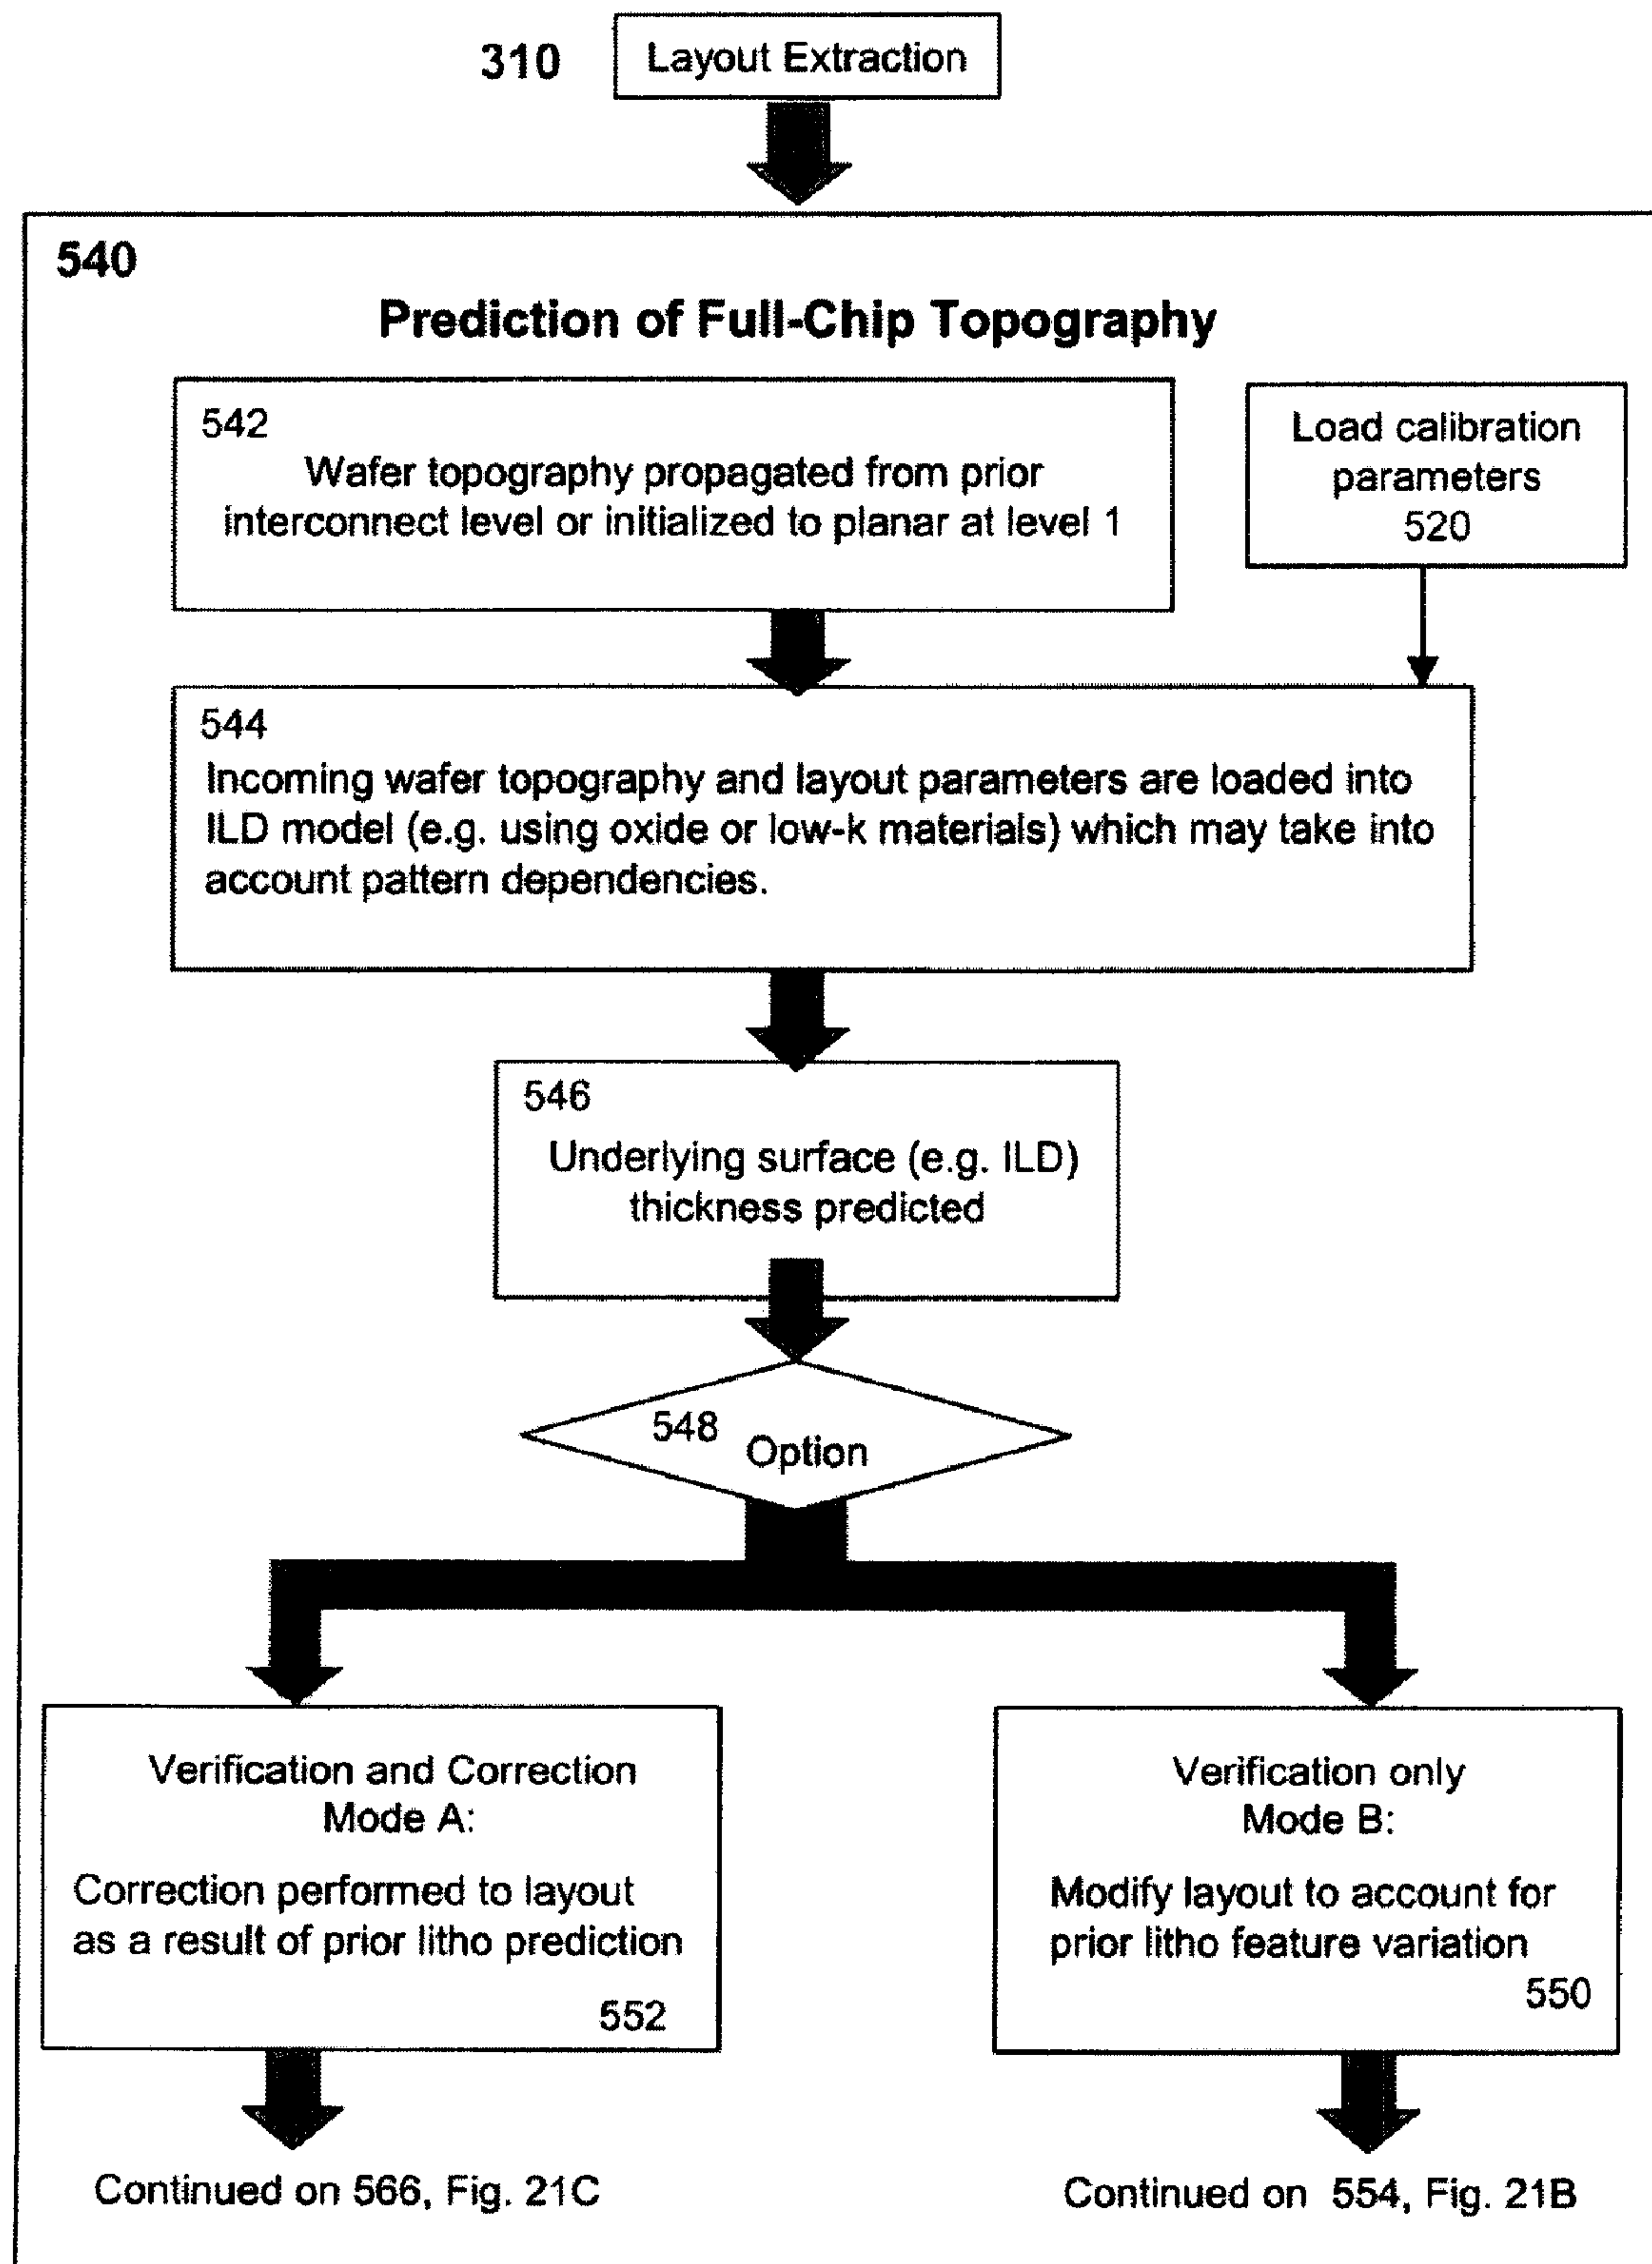 310
Layout Extraction
540
Prediction of Full-Chip Topography
542
Wafer topography propagated from prior
interconnect level or initialized to planar at level 1
Load calibration
parameters
520
544
Incoming wafer topography and layout parameters are loaded into
ILD model (e.g. using oxide or low-k materials) which may take into
account pattern dependencies.
546
Underlying surface (e.g. ILD)
thickness predicted
548
Option
Verification and Correction
Mode A:
Correction performed to layout
as a result of prior litho prediction
552
Verification only
Mode B:
Modify layout to account for
prior litho feature variation
550
Continued on 566, Fig. 21C
Continued on 554, Fig. 21B